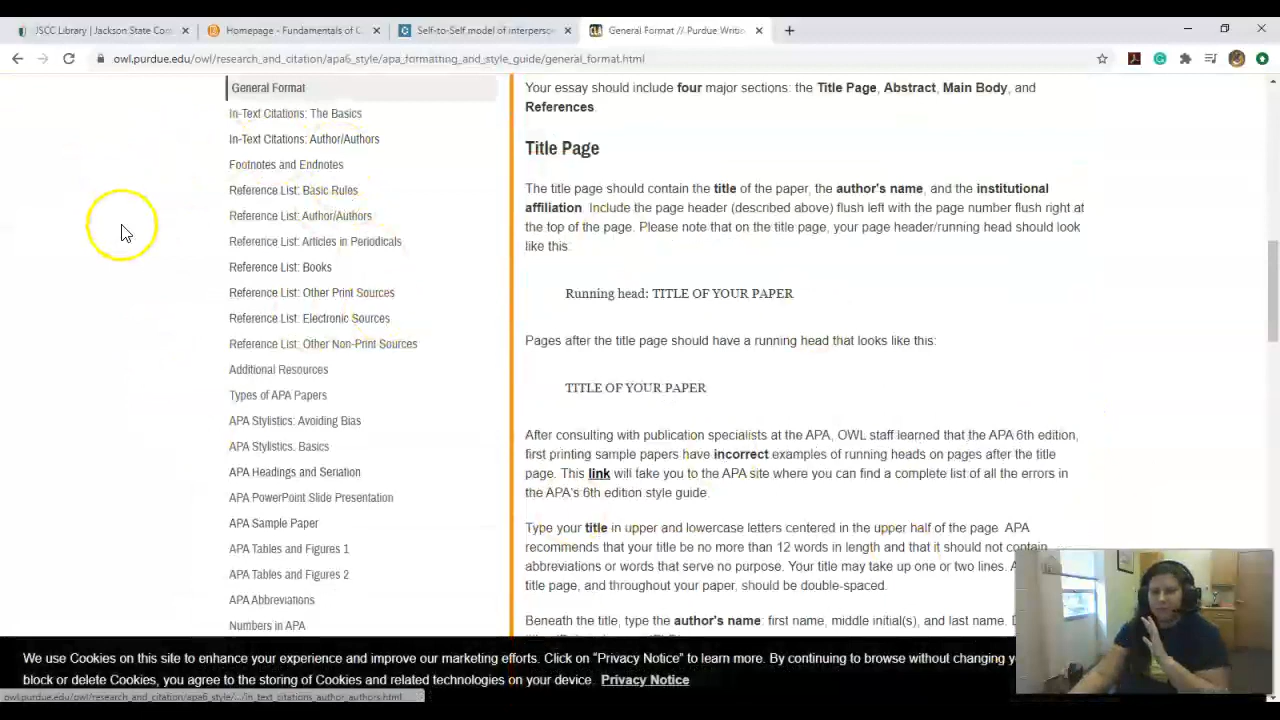 JSCC Library | Jackson State Com
Homepage - Fundamentals of C
Self-to-Self model of interperson
General Format // Purdue Writin
owl.purdue.edu/owl/research_and_citation/apa6_style/apa_formatting_and_style_guide/general_format.html
General Format
In-Text Citations: The Basics
In-Text Citations: Author/Authors
Footnotes and Endnotes
Reference List: Basic Rules
Reference List: Author/Authors
Reference List: Articles in Periodicals
Reference List: Books
Reference List: Other Print Sources
Reference List: Electronic Sources
Reference List: Other Non-Print Sources
Additional Resources
Types of APA Papers
APA Stylistics: Avoiding Bias
APA Stylistics: Basics
APA Headings and Seriation
APA PowerPoint Slide Presentation
APA Sample Paper
APA Tables and Figures 1
APA Tables and Figures 2
APA Abbreviations
Numbers in APA
Your essay should include four major sections: the Title Page, Abstract, Main Body, and
References.
Title Page
The title page should contain the title of the paper, the author's name, and the institutional
affiliation. Include the page header (described above) flush left with the page number flush right at
the top of the page. Please note that on the title page, your page header/running head should look
like this:
Running head: TITLE OF YOUR PAPER
Pages after the title page should have a running head that looks like this:
TITLE OF YOUR PAPER
After consulting with publication specialists at the APA, OWL staff learned that the APA 6th edition,
first printing sample papers have incorrect examples of running heads on pages after the title
page. This link will take you to the APA site where you can find a complete list of all the errors in
the APA's 6th edition style guide.
Type your title in upper and lowercase letters centered in the upper half of the page. APA
recommends that your title be no more than 12 words in length and that it should not contain
abbreviations or words that serve no purpose. Your title may take up one or two lines.
title page, and throughout your paper, should be double-spaced.
Beneath the title, type the author's name: first name, middle initial(s), and last name.
We use Cookies on this site to enhance your experience and improve our marketing efforts. Click on “Privacy Notice” to learn more. By continuing to browse without changing
block or delete Cookies, you agree to the storing of Cookies and related technologies on your device. Privacy Notice
owl.purdue.edu/owl/research_and_citation/apa6_style/.../in_text_citations_author_authors.html